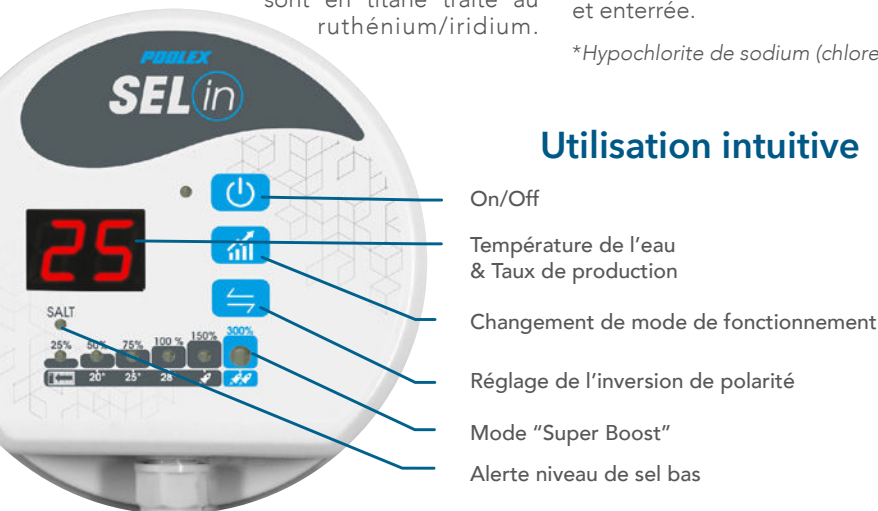 sont en titane traité au
ruthénium/iridium.
et enterrée.
*Hypochlorite de sodium (chlore
POOLEX
SELin
Utilisation intuitive
On/Off
Température de l'eau
& Taux de production
Changement de mode de fonctionnement
Réglage de l'inversion de polarité
Mode "Super Boost"
Alerte niveau de sel bas
25
SALT
25% 50% 75% 100 % 150% 300%
20° 25° 28